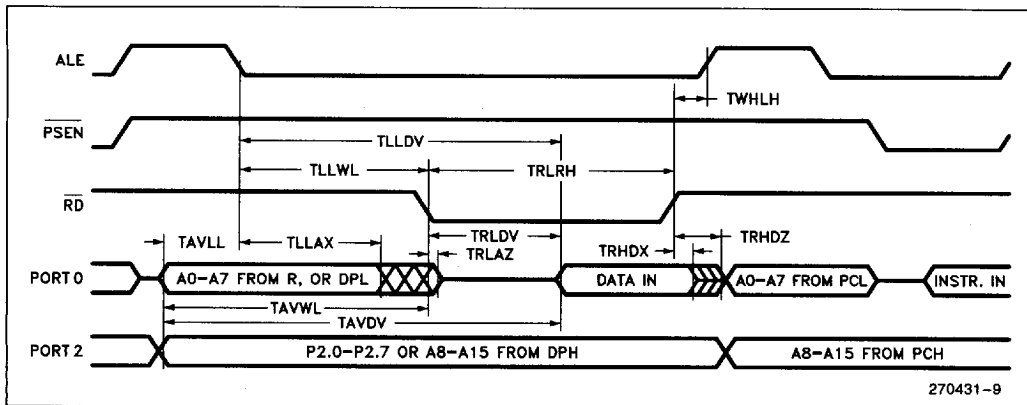 ALE
TWHLH
PSEN
TLLDV
TLLWL
TRLRH
RD
TAVLL
TLLAX
TRLDV
TRLAZ
TRHDX
TRHDZ
PORT 0
A0–A7 FROM R, OR DPL
DATA IN
A0–A7 FROM PCL
INSTR. IN
TAVWL
TAVDV
PORT 2
P2.0–P2.7 OR A8–A15 FROM DPH
A8–A15 FROM PCH
270431–9